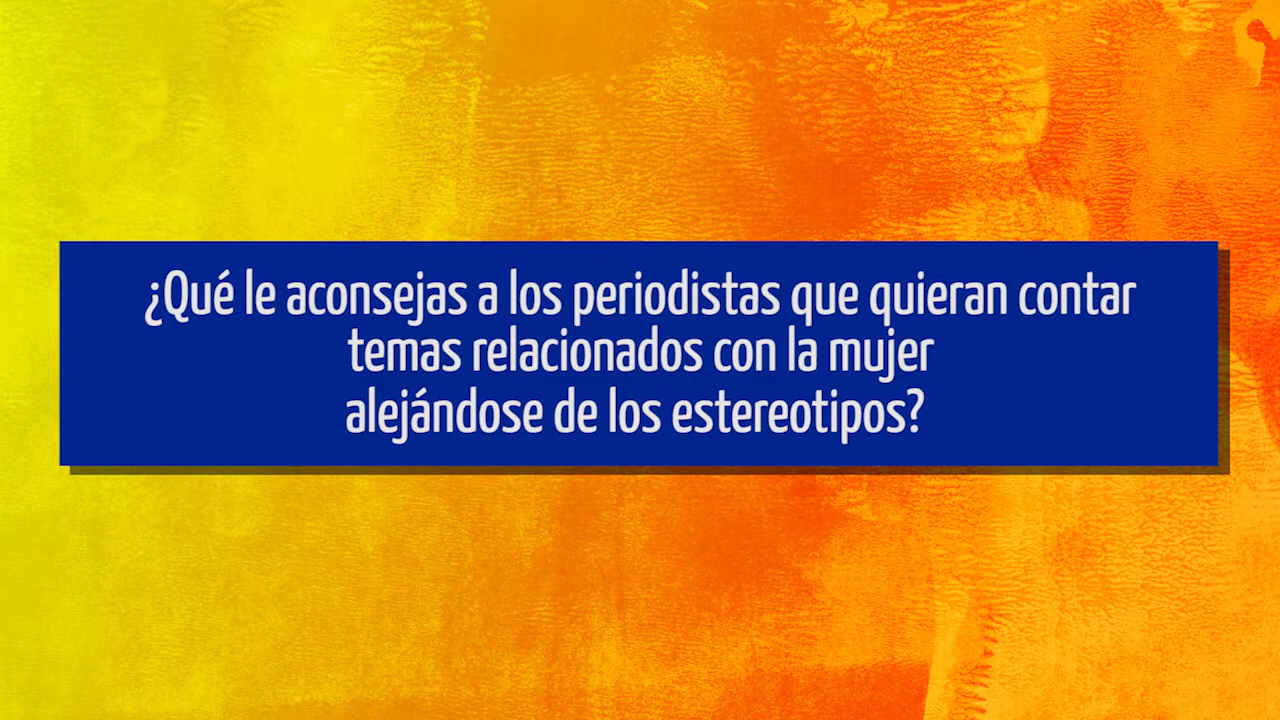 ¿Qué le aconsejas a los periodistas que quieran contar
temas relacionados con la mujer
alejándose de los estereotipos?